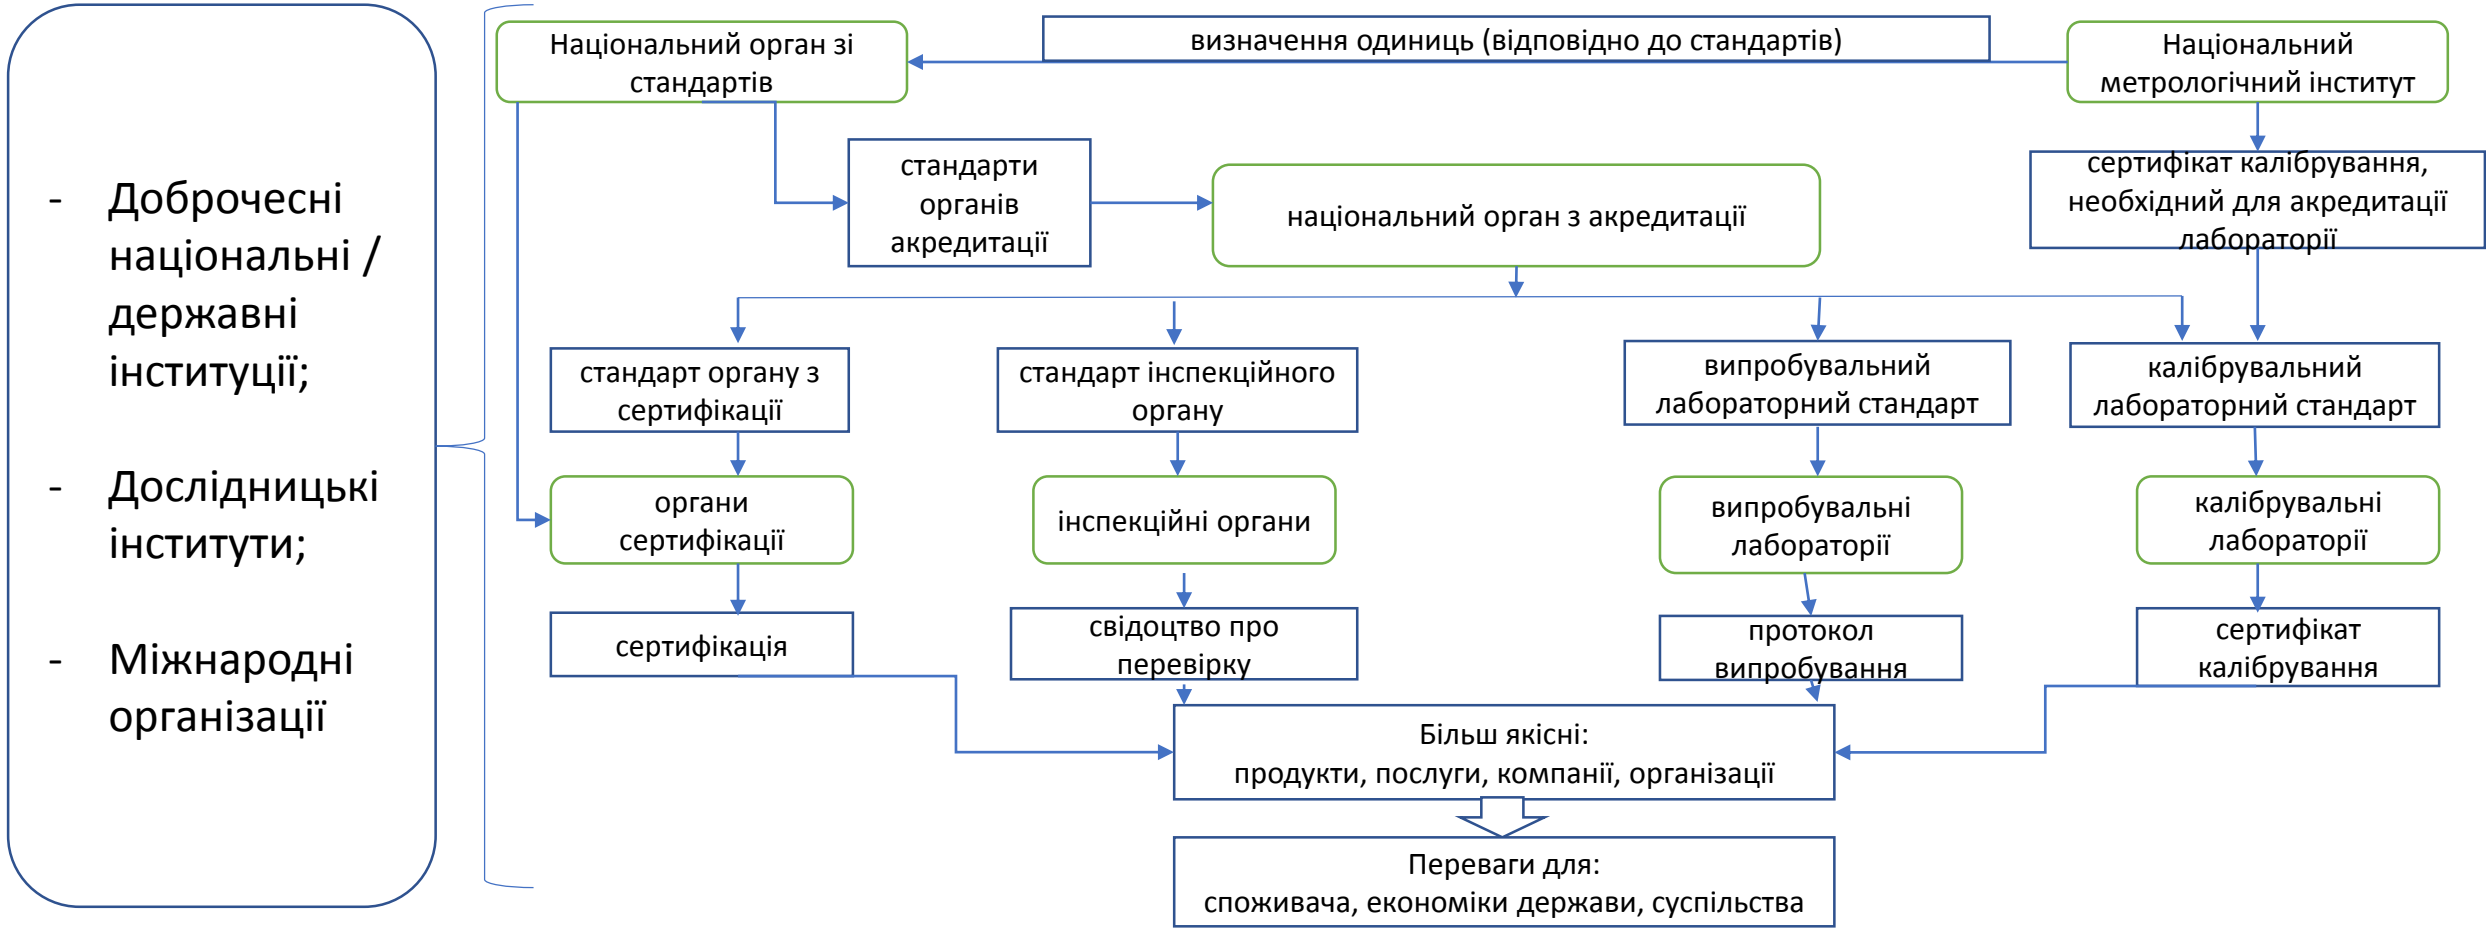 - Доброчесні
національні /
державні
інституції;
- Дослідницькі
інститути;
- Міжнародні
організації
Національний орган зі
стандартів
визначення одиниць (відповідно до стандартів)
Національний
метрологічний інститут
стандарти
органів
акредитації
національний орган з акредитації
сертифікат калібрування,
необхідний для акредитації
лабораторії
стандарт органу з
сертифікації
стандарт інспекційного
органу
випробувальний
лабораторний стандарт
калібрувальний
лабораторний стандарт
органи
сертифікації
інспекційні органи
випробувальні
лабораторії
калібрувальні
лабораторії
сертифікація
свідоцтво про
перевірку
протокол
випробування
сертифікат
калібрування
Більш якісні:
продукти, послуги, компанії, організації
Переваги для:
споживача, економіки держави, суспільства